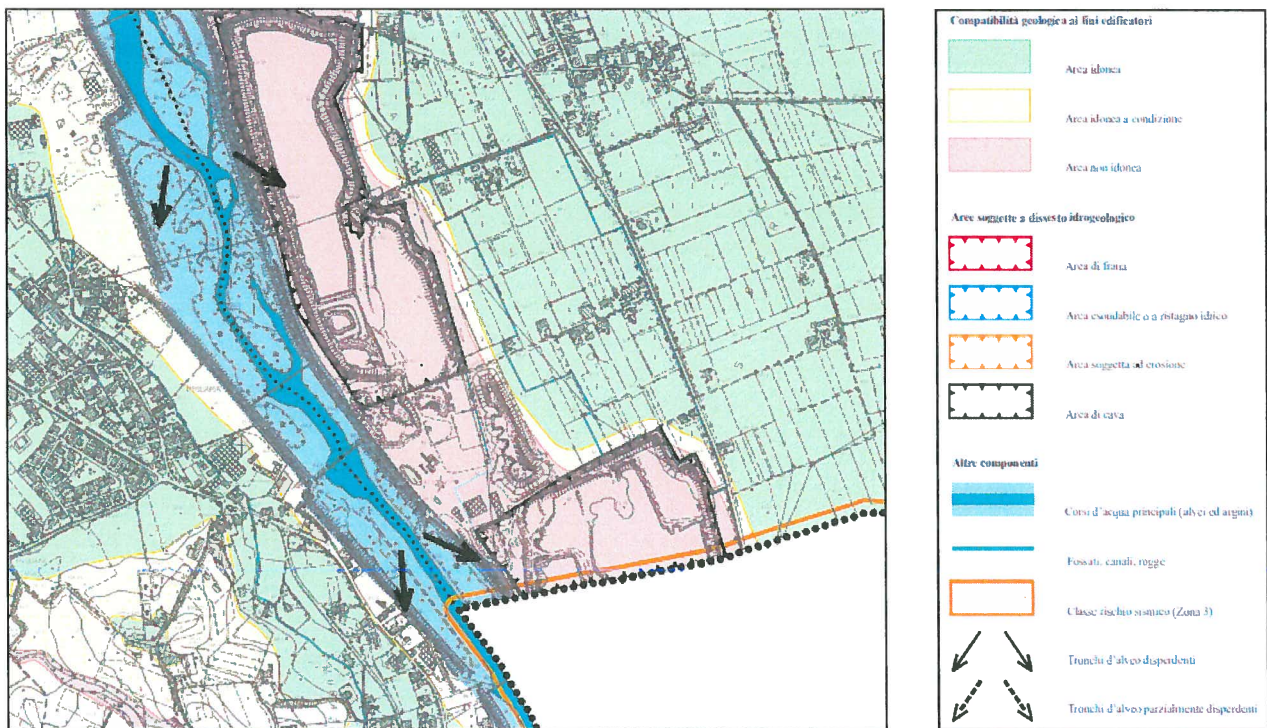 Compatibilità geologica ai fini edificatori
Area idonea
Area idonea a condizione
Area non idonea
Aree soggette a dissesto idrogeologico
Area di frana
Area esondabile o a ristagno idrico
Area soggetta ad erosione
Area di cava
Altre componenti
Corsi d'acqua principali (alvei ed argini)
Fossati, canali, rogge
Classe rischio sismico (Zona 3)
Tronchi d'alveo disperdenti
Tronchi d'alveo parzialmente disperdenti